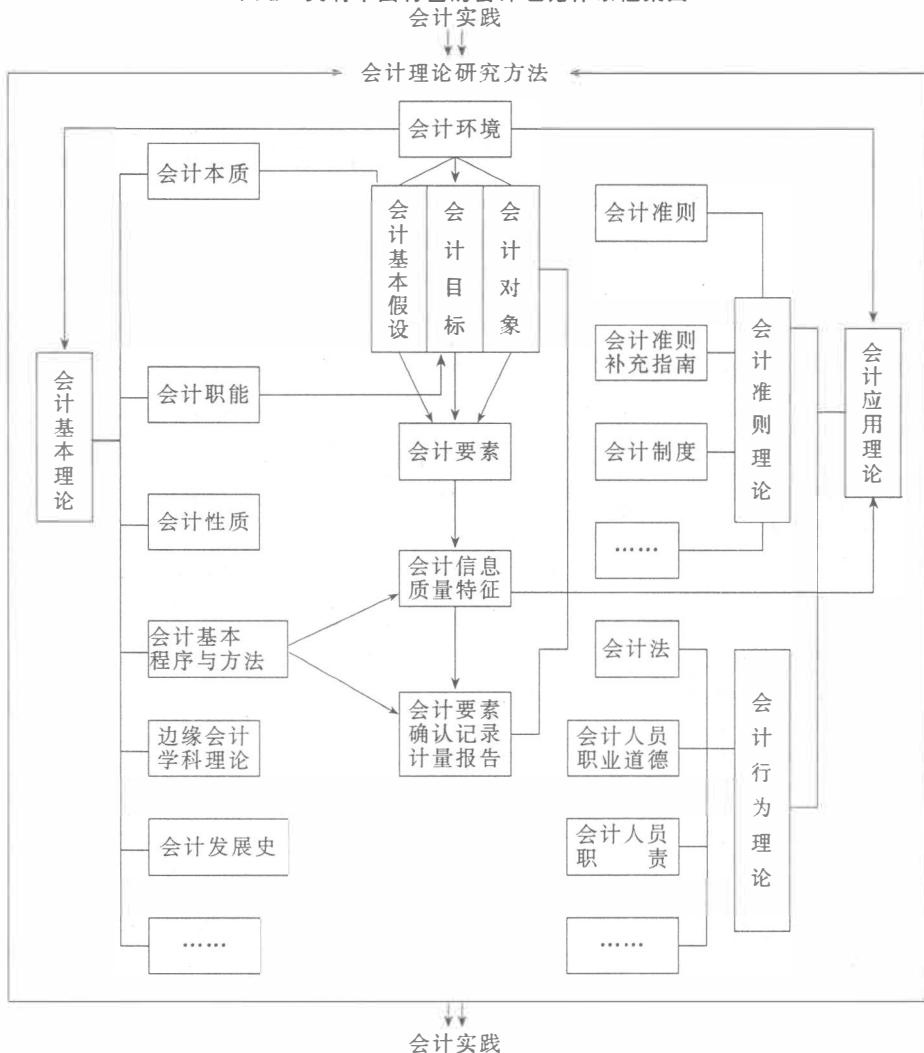 会计实践
会计理论研究方法
会计环境
会计本质
会计基本假设
会计目标
会计对象
会计准则
会计基本理论
会计职能
会计准则
补充指南
会计准则理论
会计应用理论
会计要素
会计制度
会计性质
会计信息
质量特征
……
会计基本
程序与方法
会计法
会计要素
确认记录
计量报告
会计行为理论
边缘会计
学科理论
会计人员
职业道德
会计发展史
会计人员
职 责
……
……
会计实践